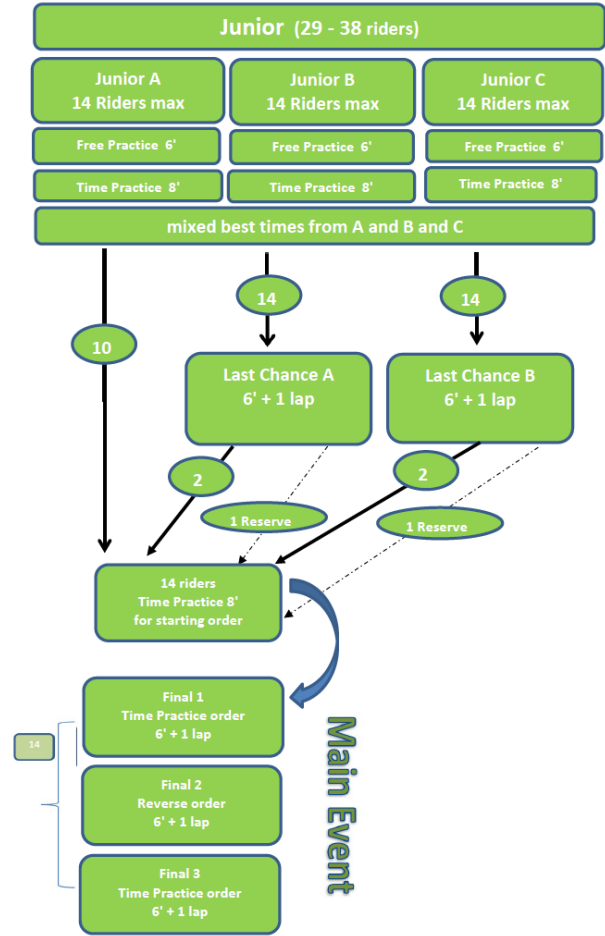 Junior (29 - 38 riders)
Junior A
14 Riders max
Junior B
14 Riders max
Junior C
14 Riders max
Free Practice 6'
Free Practice 6'
Free Practice 6'
Time Practice 8'
Time Practice 8'
Time Practice 8'
mixed best times from A and B and C
10
14
14
Last Chance A
6' + 1 lap
Last Chance B
6' + 1 lap
2
2
1 Reserve
1 Reserve
14 riders
Time Practice 8'
for starting order
Final 1
Time Practice order
6' + 1 lap
14
Final 2
Reverse order
6' + 1 lap
Final 3
Time Practice order
6' + 1 lap
Main Event